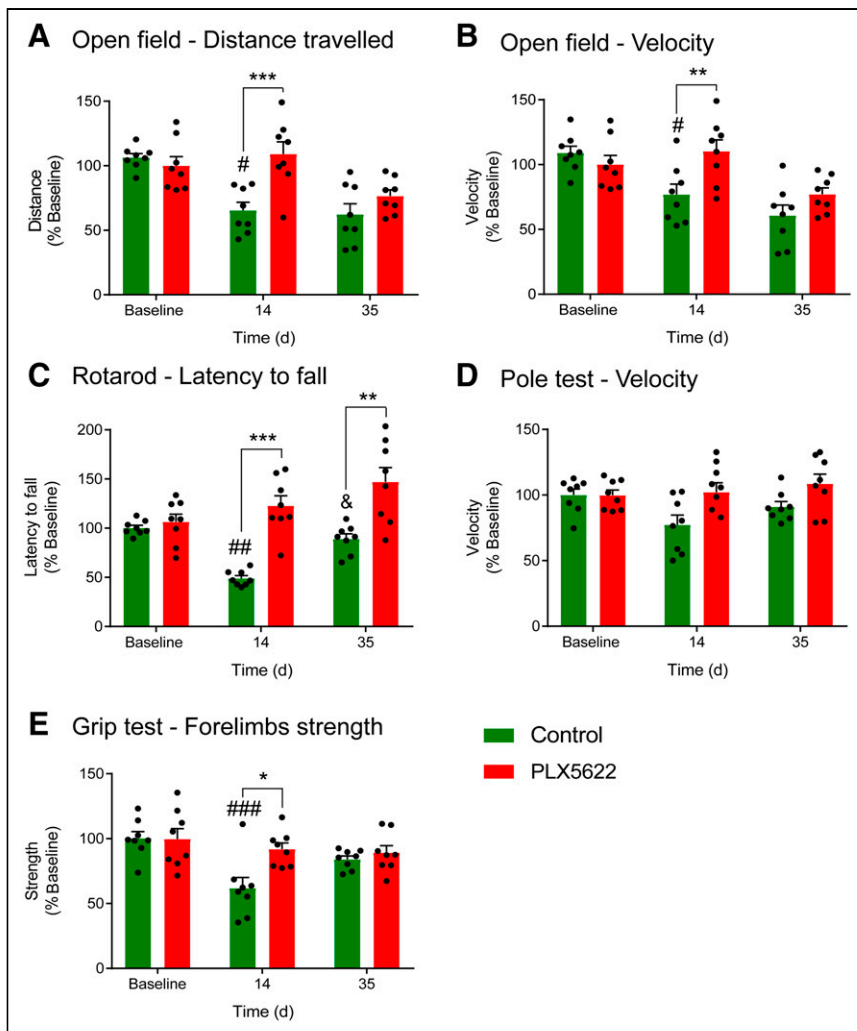 A Open field - Distance travelled
***
#
150
100
50
0
Distance
(% Baseline)
Baseline 14 35
Time (d)
B Open field - Velocity
**
#
150
100
50
0
Velocity
(% Baseline)
Baseline 14 35
Time (d)
C Rotarod - Latency to fall
**
***
&
##
200
150
100
50
0
Latency to fall
(% Baseline)
Baseline 14 35
Time (d)
D Pole test - Velocity
150
100
50
0
Velocity
(% Baseline)
Baseline 14 35
Time (d)
E Grip test - Forelimbs strength
*
###
150
100
50
0
Strength
(% Baseline)
Baseline 14 35
Time (d)
Control
PLX5622